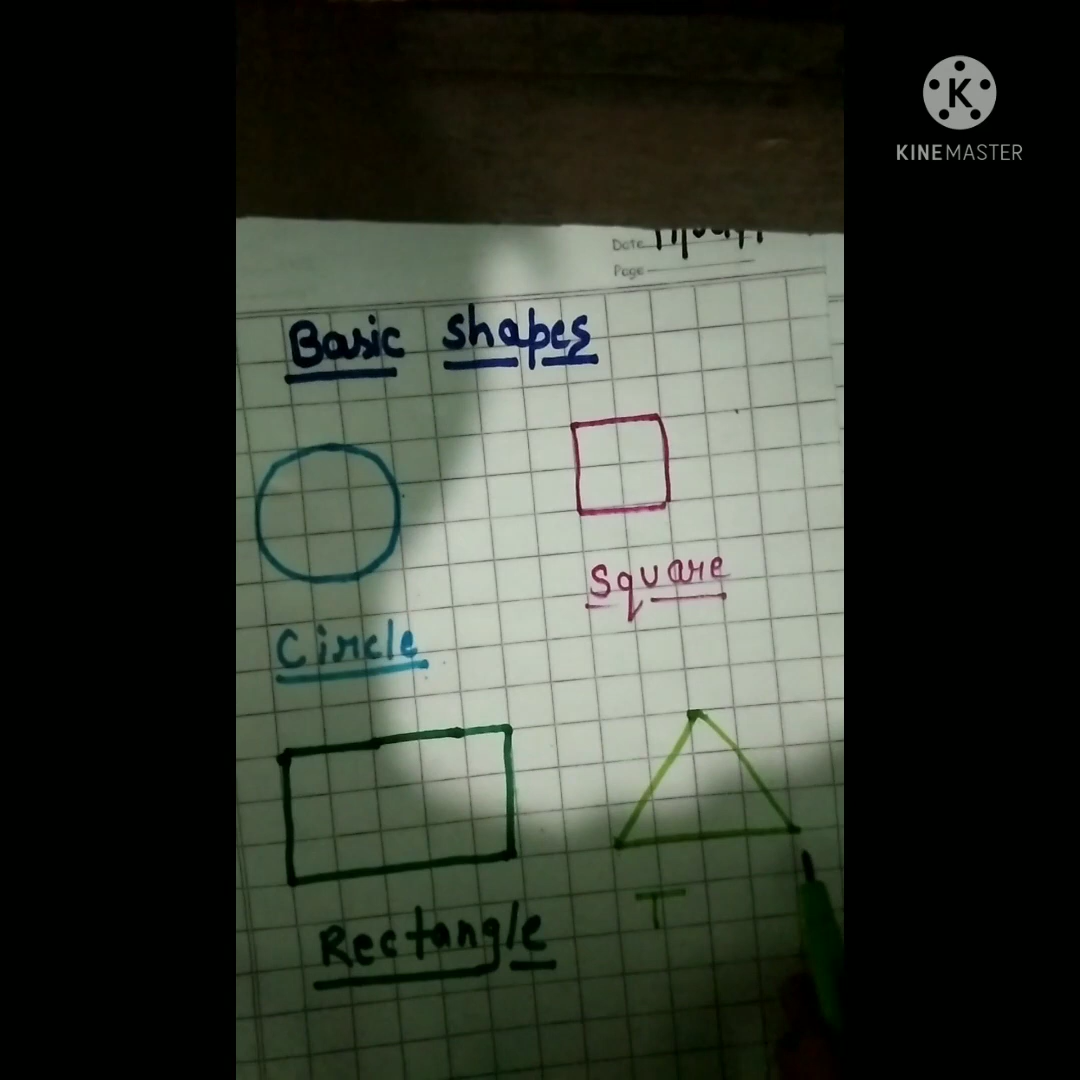 KINEMASTER
Date
Page
Basic shapes
Square
Circle
T
Rectangle